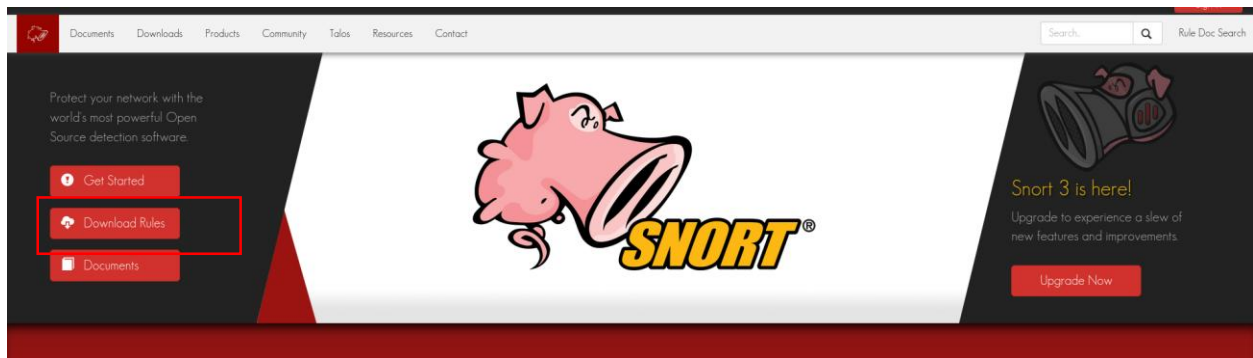 Documents Downloads Products Community Talos Resources Contact Search.. Rule Doc Search
Protect your network with the
world's most powerful Open
Source detection software.
Get Started
Download Rules
Documents
SNORT®
Snort 3 is here!
Upgrade to experience a slew of
new features and improvements.
Upgrade Now